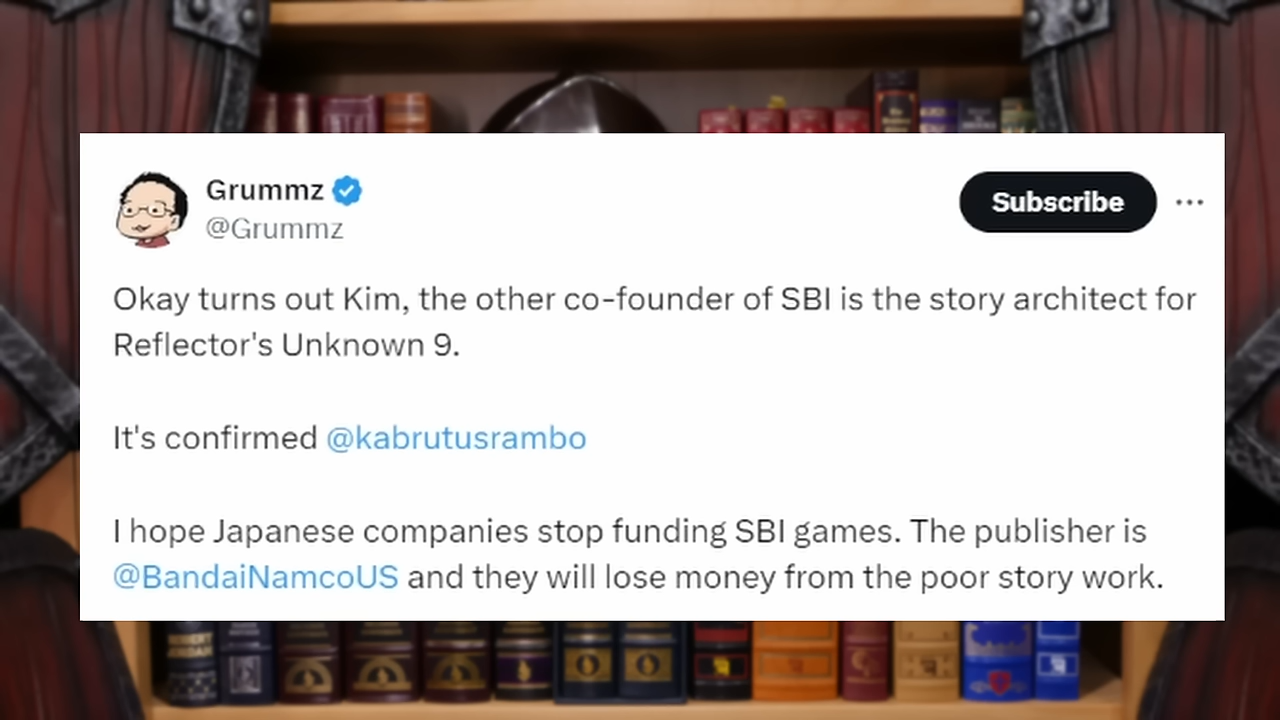 Grummz
@Grummz
Subscribe
Okay turns out Kim, the other co-founder of SBI is the story architect for
Reflector's Unknown 9.
It's confirmed @kabrutusrambo
I hope Japanese companies stop funding SBI games. The publisher is
@BandaiNamcoUS and they will lose money from the poor story work.